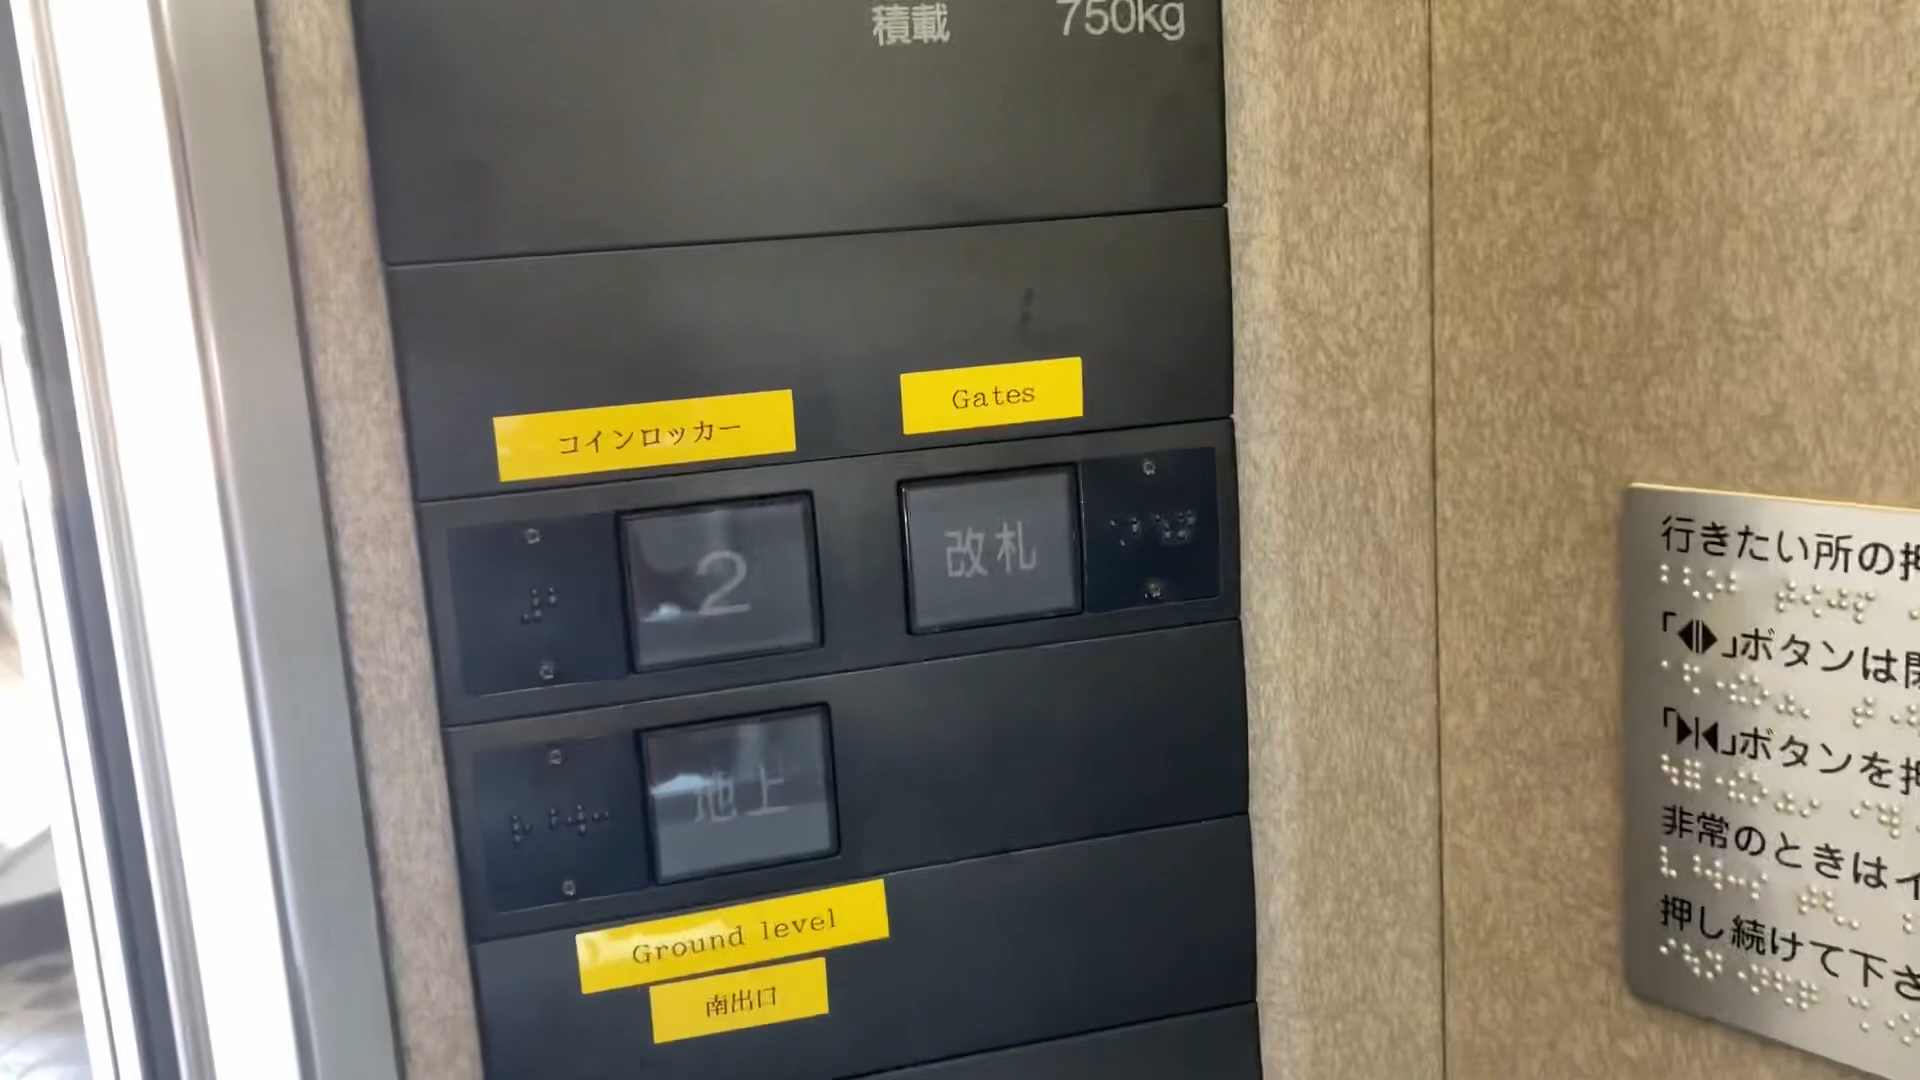 積載 750kg
コインロッカー
Gates
2
改札
地上
Ground level
南出口
行きたい所の押
「◀▶」ボタンは開
「▶|◀」ボタンを押
非常のときはイ
押し続けて下さ